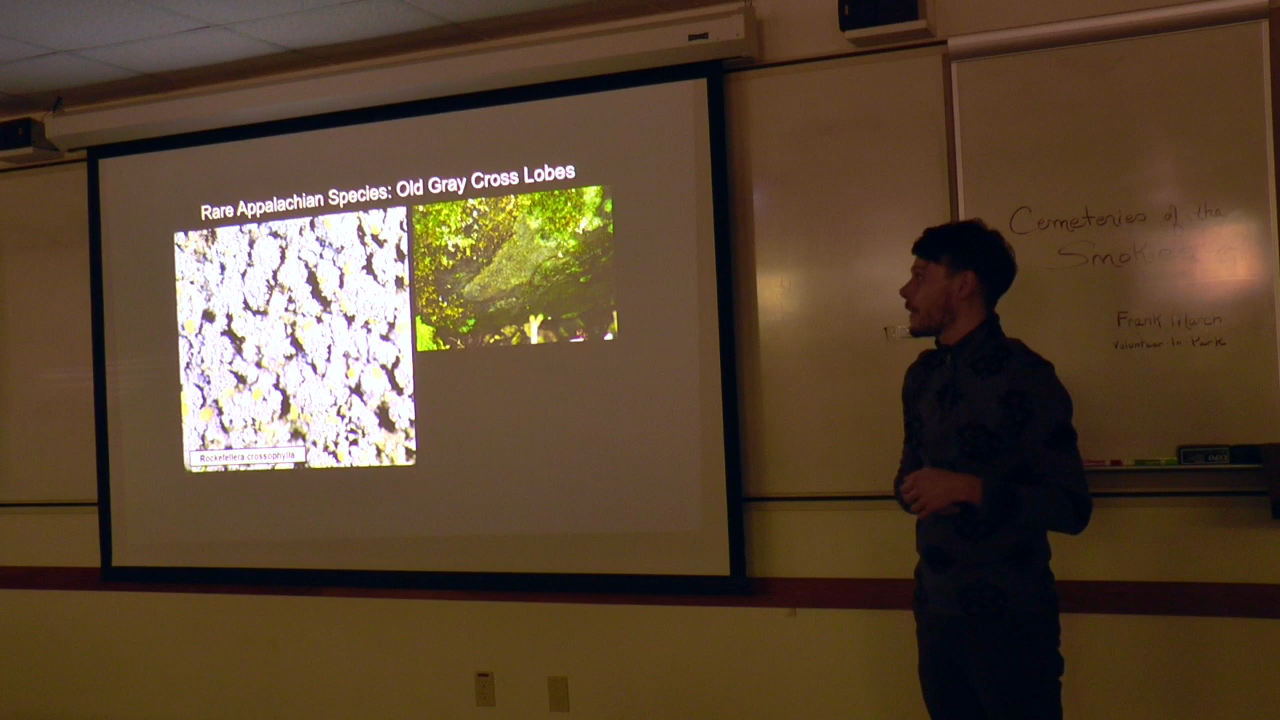 Rare Appalachian Species: Old Gray Cross Lobes
Rockefellera crossophylla
Cemeteries of the
Smokies
Frank March
Volunteer In Park